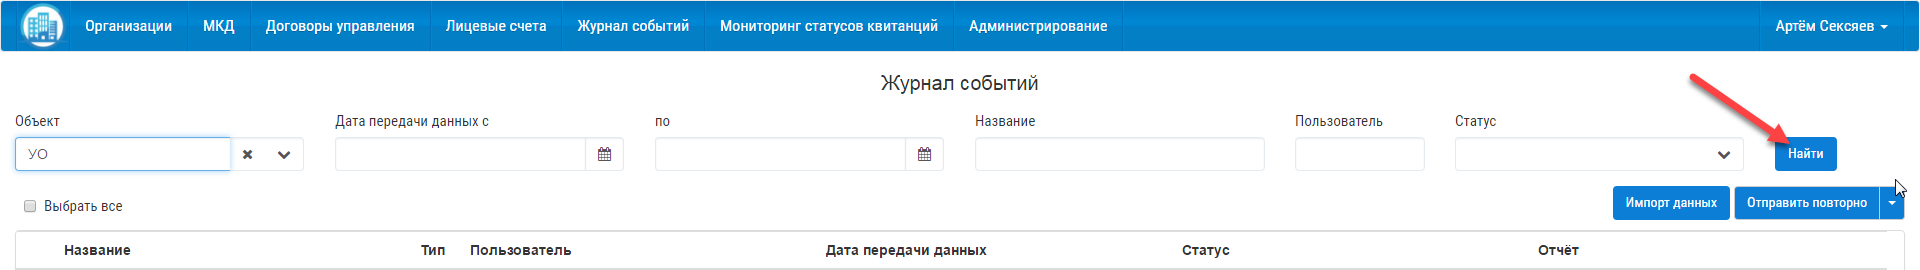 Организации МКД Договоры управления Лицевые счета Журнал событий Мониторинг статусов квитанций Администрирование Артём Сексяев
Журнал событий
Объект Дата передачи данных с по Название Пользователь Статус
УО Найти
Выбрать все Импорт данных Отправить повторно
Название Тип Пользователь Дата передачи данных Статус Отчёт